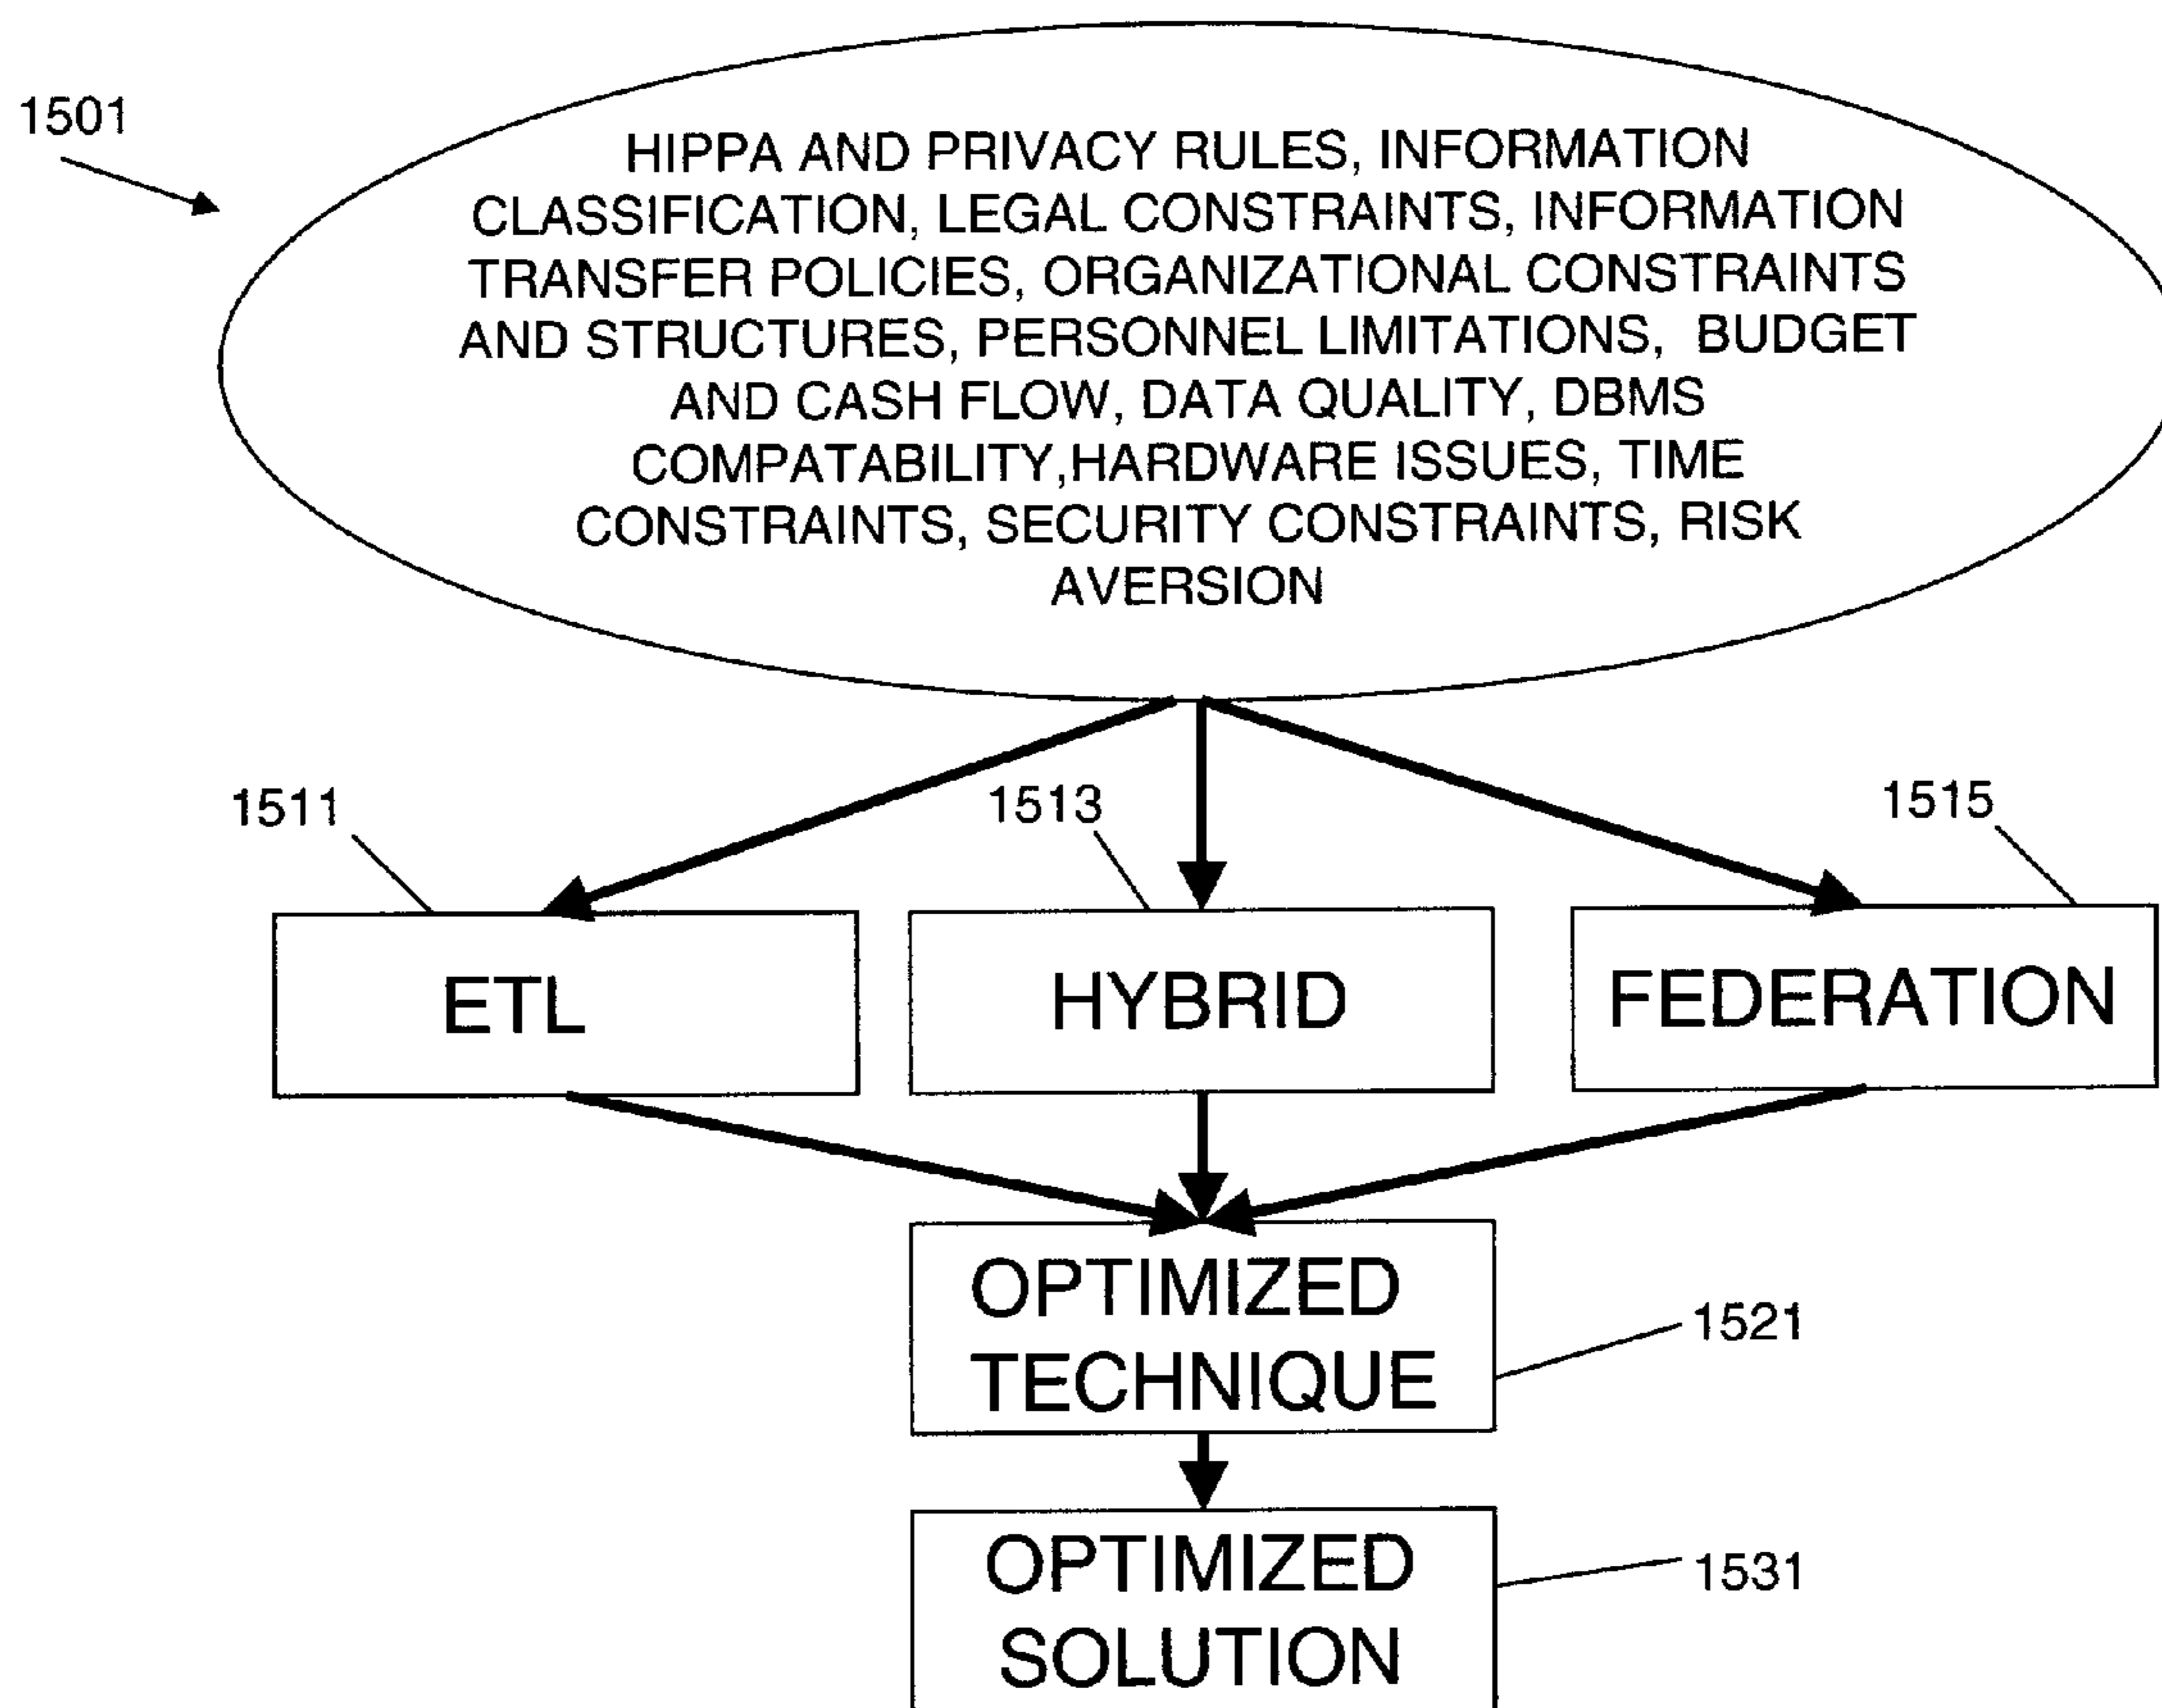 1501
HIPPA AND PRIVACY RULES, INFORMATION
CLASSIFICATION, LEGAL CONSTRAINTS, INFORMATION
TRANSFER POLICIES, ORGANIZATIONAL CONSTRAINTS
AND STRUCTURES, PERSONNEL LIMITATIONS, BUDGET
AND CASH FLOW, DATA QUALITY, DBMS
COMPATABILITY,HARDWARE ISSUES, TIME
CONSTRAINTS, SECURITY CONSTRAINTS, RISK
AVERSION
1511
1513
1515
ETL
HYBRID
FEDERATION
OPTIMIZED
TECHNIQUE
1521
OPTIMIZED
SOLUTION
1531